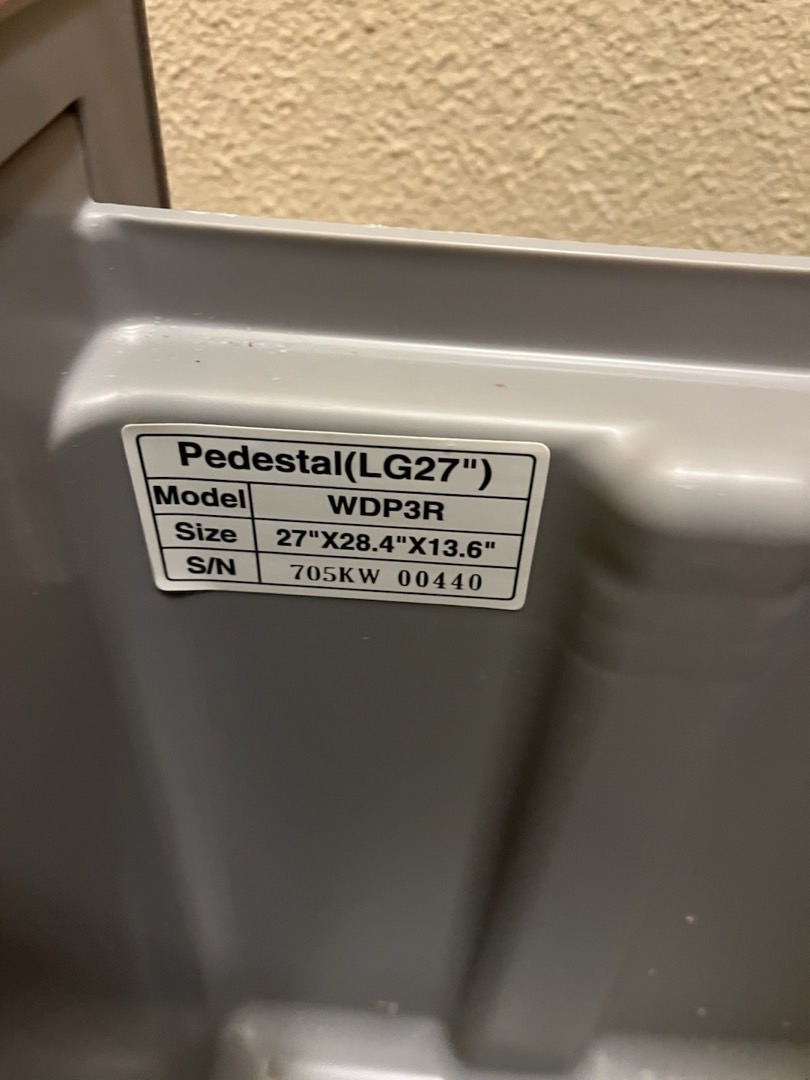 Pedestal(LG27")
Model WDP3R
Size 27"X28.4"X13.6"
S/N 705KW 00440